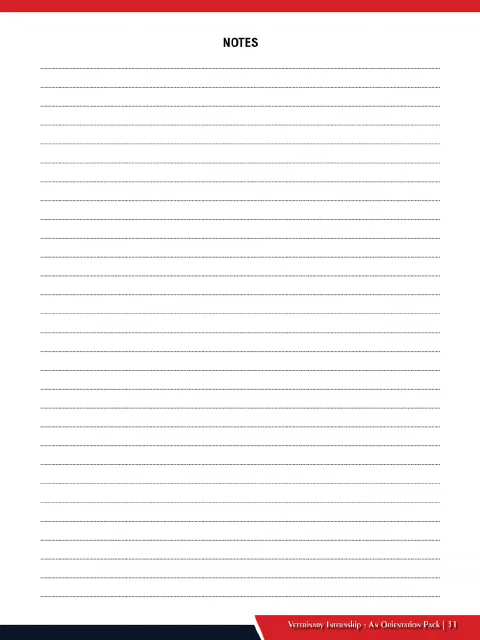 NOTES
Veterinary Internship : An Orientation Pack | 31